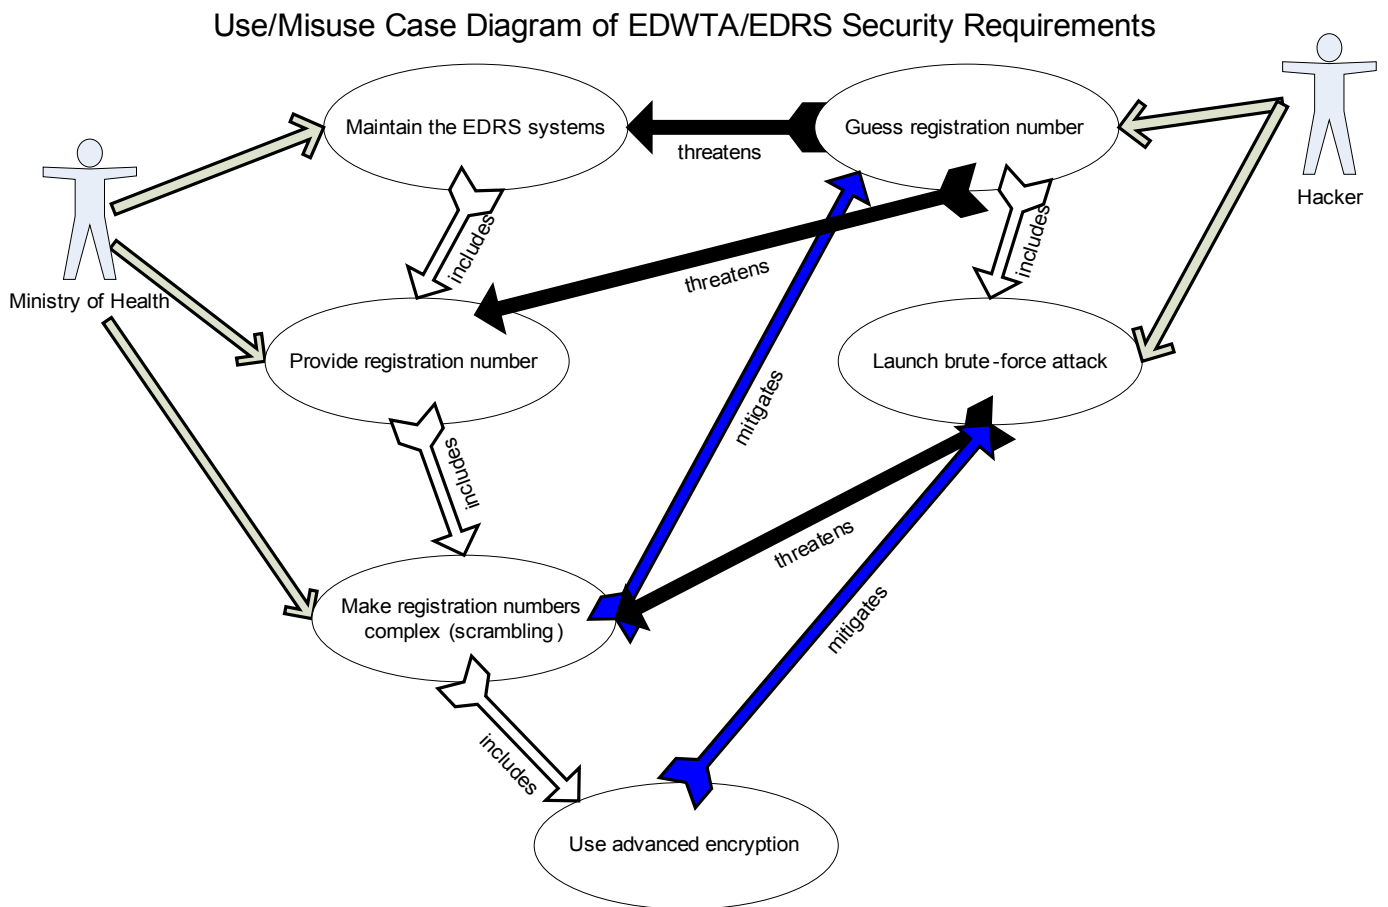 Use/Misuse Case Diagram of EDWTA/EDRS Security Requirements
Maintain the EDRS systems
threatens
Guess registration number
Hacker
includes
includes
threatens
Ministry of Health
Provide registration number
Launch brute-force attack
mitigates
includes
threatens
Make registration numbers
complex (scrambling)
mitigates
includes
Use advanced encryption